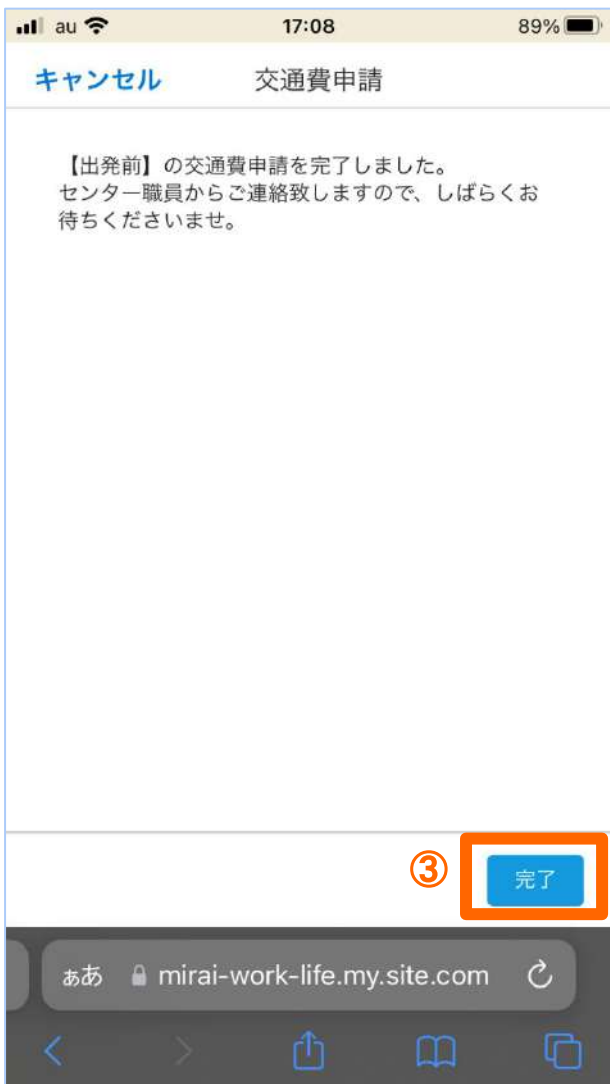 au 17:08 89%
キャンセル 交通費申請
【出発前】の交通費申請を完了しました。
センター職員からご連絡致しますので、しばらくお
待ちくださいませ。
③ 完了
ぁあ mirai-work-life.my.site.com